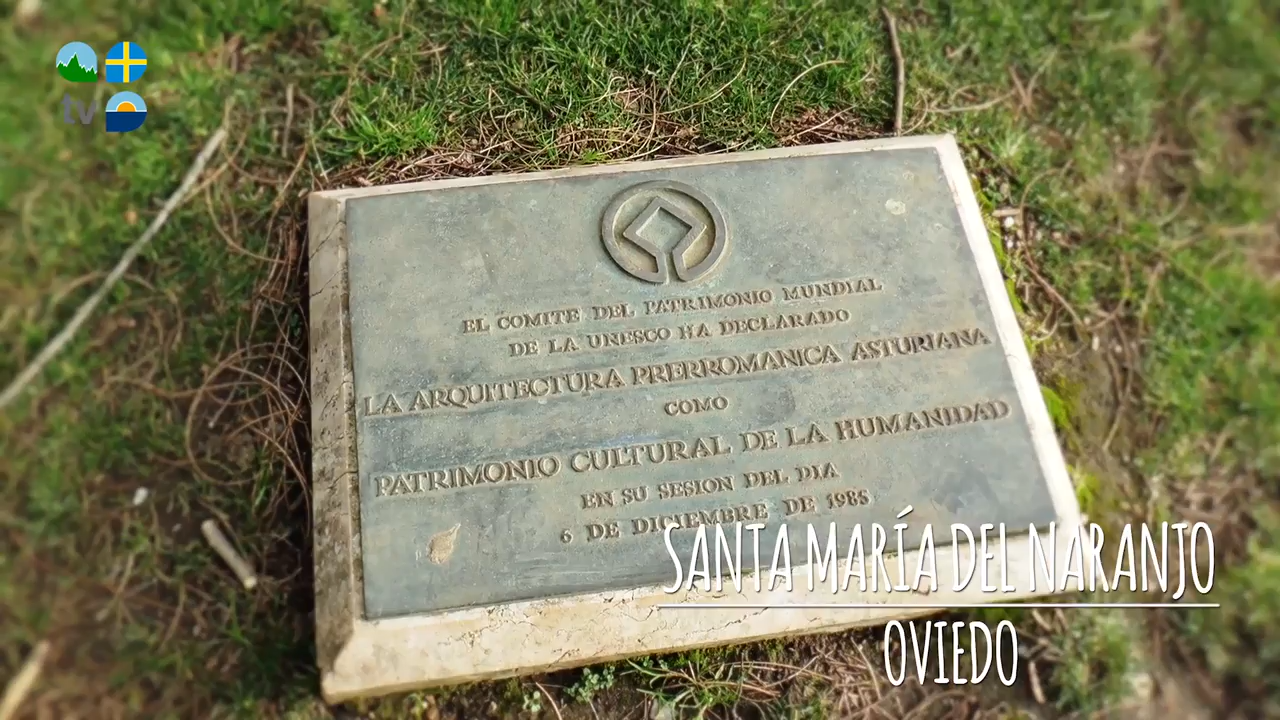 tv
EL COMITE DEL PATRIMONIO MUNDIAL
DE LA UNESCO HA DECLARADO
LA ARQUITECTURA PRERROMANICA ASTURIANA
COMO
PATRIMONIO CULTURAL DE LA HUMANIDAD
EN SU SESION DEL DIA
6 DE DICIEMBRE DE 1985
SANTA MARÍA DEL NARANJO
OVIEDO